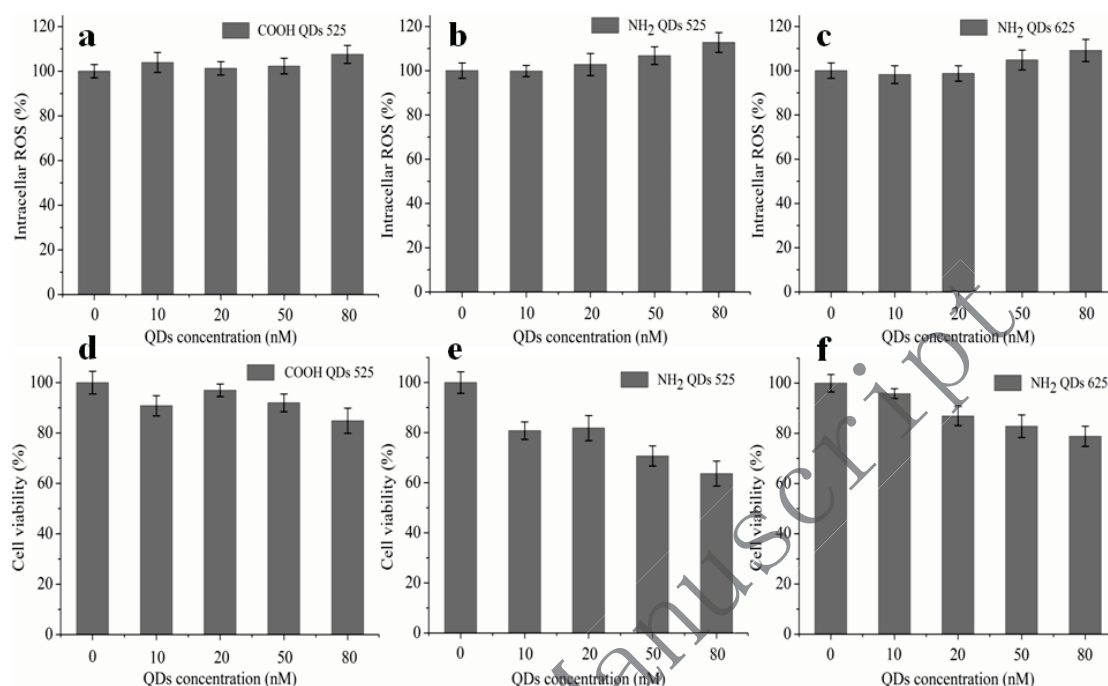 a
COOH QDs 525
Intracellar ROS (%)
120
100
80
60
40
20
0
0 10 20 50 80
QDs concentration (nM)
b
NH2 QDs 525
Intracellar ROS (%)
120
100
80
60
40
20
0
0 10 20 50 80
QDs concentration (nM)
c
NH2 QDs 625
Intracellar ROS (%)
120
100
80
60
40
20
0
0 10 20 50 80
QDs concentration (nM)
d
COOH QDs 525
Cell viability (%)
100
80
60
40
20
0
0 10 20 50 80
QDs concentration (nM)
e
NH2 QDs 525
Cell viability (%)
100
80
60
40
20
0
0 10 20 50 80
QDs concentration (nM)
f
NH2 QDs 625
Cell viability (%)
100
80
60
40
20
0
0 10 20 50 80
QDs concentration (nM)
Manuscript